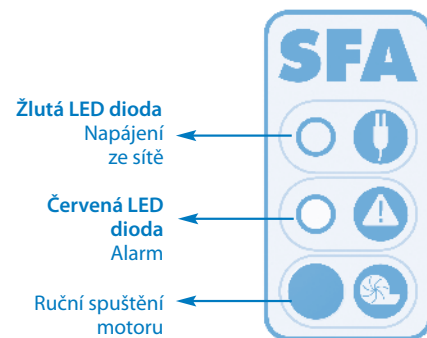 SFA
Žlutá LED dioda
Napájení
ze sítě
Červená LED
dioda
Alarm
Ruční spuštění
motoru